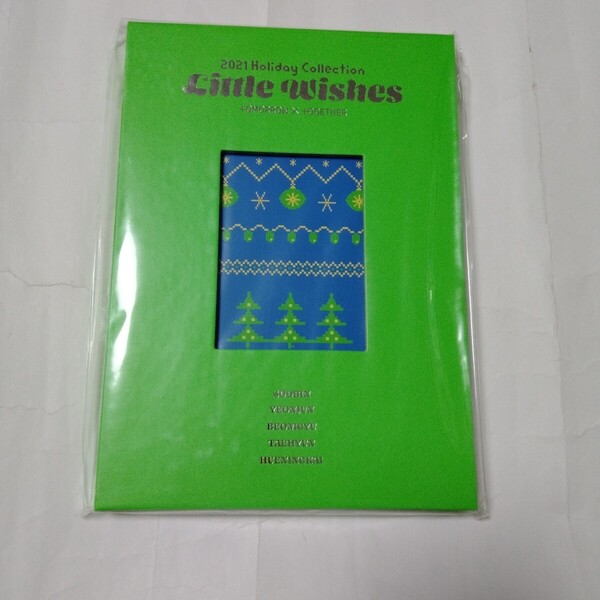 2021 Holiday Collection
Little Wishes
TOMORROW X TOGETHER
SOOBIN
YEONJUN
BEOMGYU
TAEHYUN
HUENINGKAI